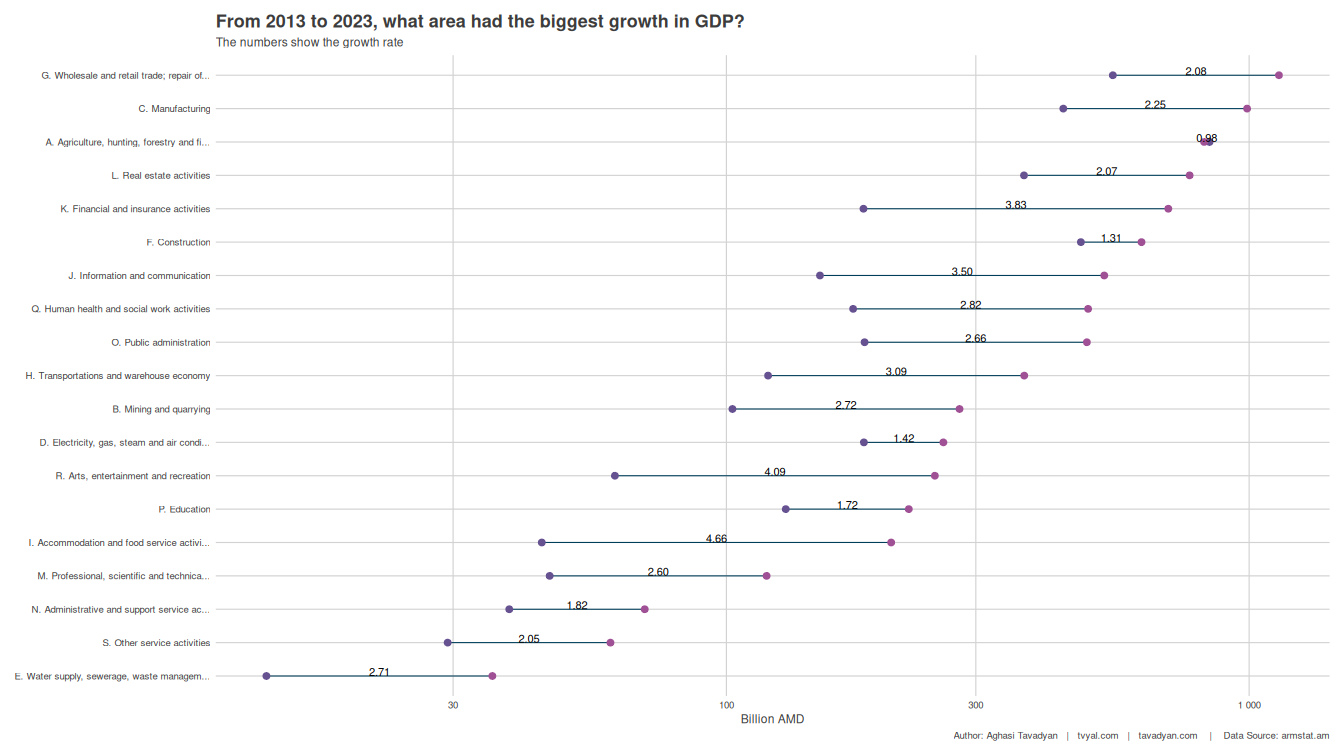 From 2013 to 2023, what area had the biggest growth in GDP?
The numbers show the growth rate
G. Wholesale and retail trade; repair of... 2.08
C. Manufacturing 2.25
A. Agriculture, hunting, forestry and fi... 0.98
L. Real estate activities 2.07
K. Financial and insurance activities 3.83
F. Construction 1.31
J. Information and communication 3.50
Q. Human health and social work activities 2.82
O. Public administration 2.66
H. Transportations and warehouse economy 3.09
B. Mining and quarrying 2.72
D. Electricity, gas, steam and air condi... 1.42
R. Arts, entertainment and recreation 4.09
P. Education 1.72
I. Accommodation and food service activi... 4.66
M. Professional, scientific and technica... 2.60
N. Administrative and support service ac... 1.82
S. Other service activities 2.05
E. Water supply, sewerage, waste managem... 2.71
30 100 300 1 000
Billion AMD
Author: Aghasi Tavadyan | tvyal.com | tavadyan.com | Data Source: armstat.am